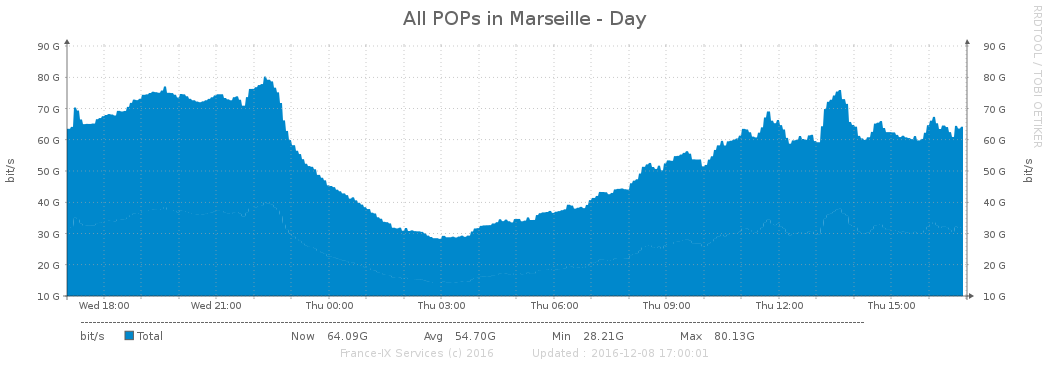 All POPs in Marseille - Day
RRDTOOL / TOBI OETIKER
90 G 90 G
80 G 80 G
70 G 70 G
60 G 60 G
50 G 50 G
40 G 40 G
30 G 30 G
20 G 20 G
10 G 10 G
bit/s bit/s
Wed 18:00 Wed 21:00 Thu 00:00 Thu 03:00 Thu 06:00 Thu 09:00 Thu 12:00 Thu 15:00
bit/s Total Now 64.09G Avg 54.70G Min 28.21G Max 80.13G
France-IX Services (c) 2016 Updated : 2016-12-08 17:00:01